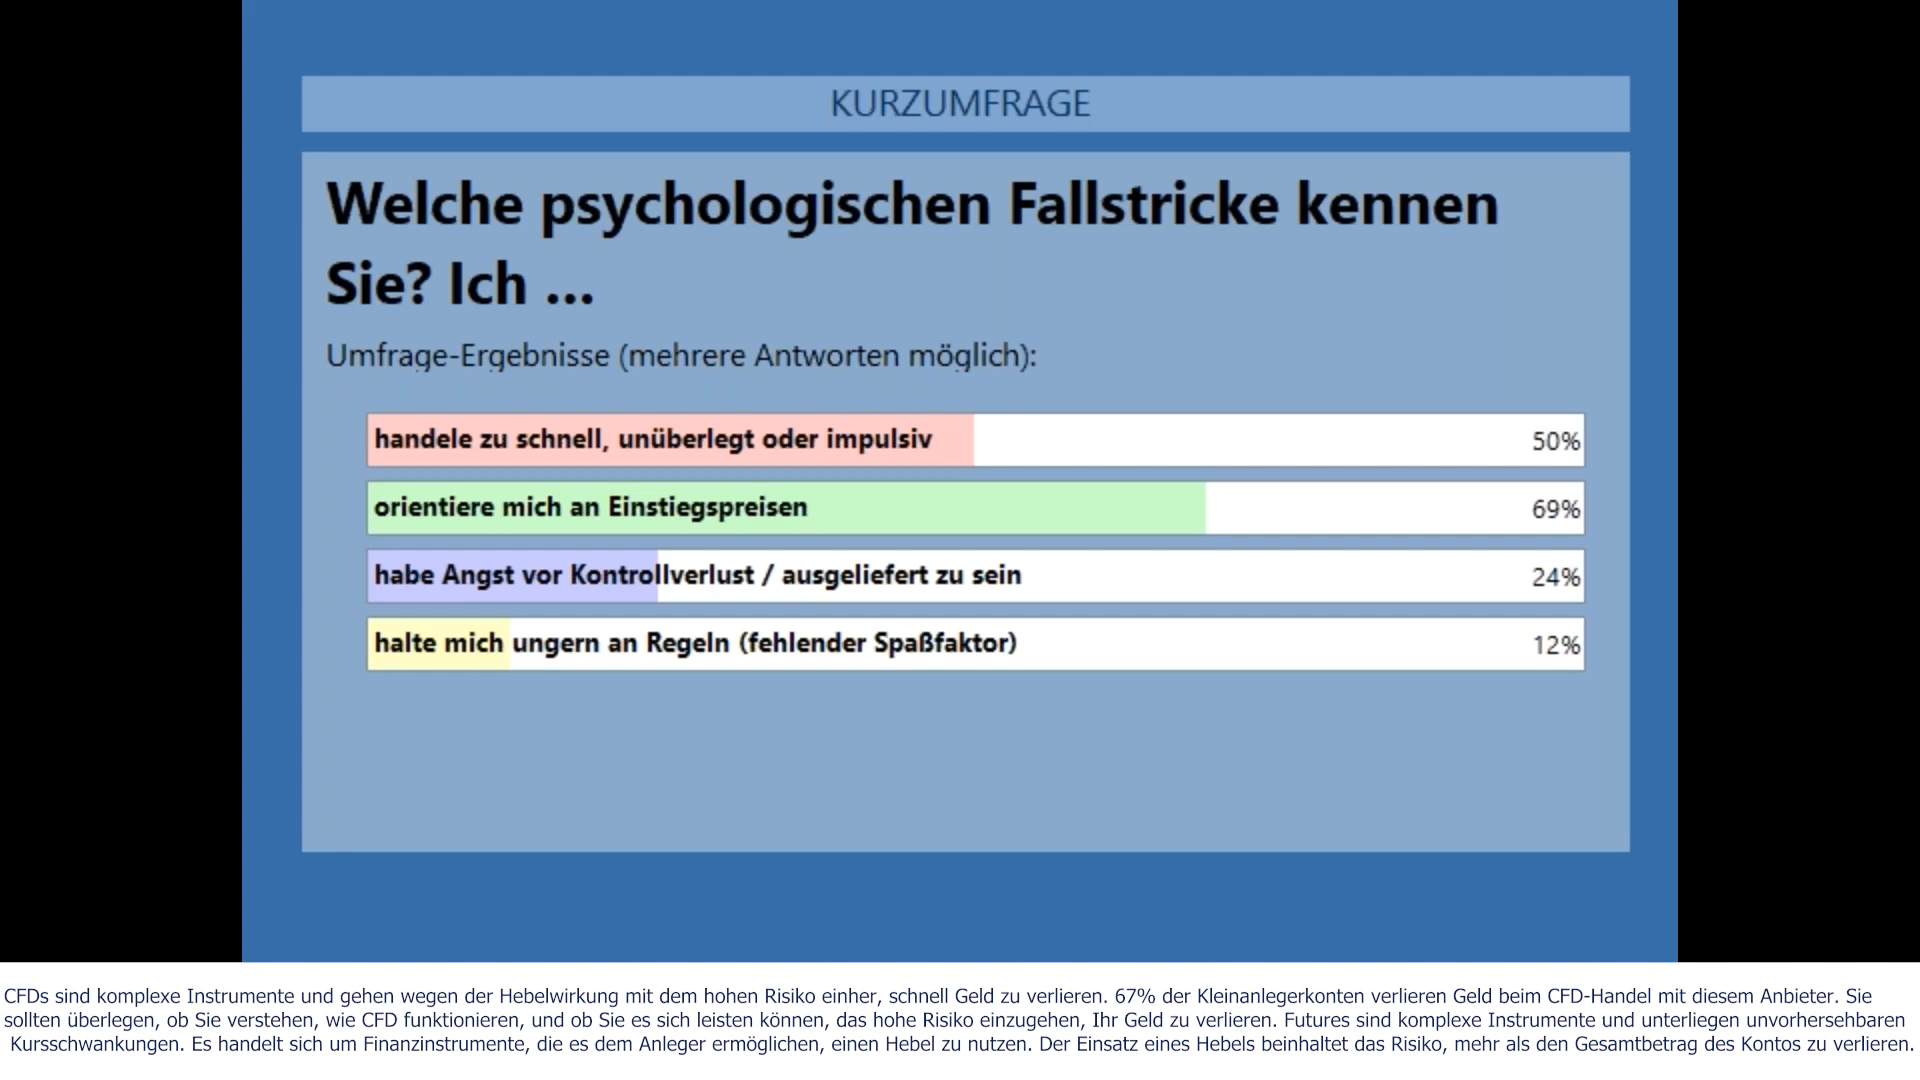 KURZUMFRAGE
Welche psychologischen Fallstricke kennen
Sie? Ich ...
Umfrage-Ergebnisse (mehrere Antworten möglich):
handele zu schnell, unüberlegt oder impulsiv 50%
orientiere mich an Einstiegspreisen 69%
habe Angst vor Kontrollverlust / ausgeliefert zu sein 24%
halte mich ungern an Regeln (fehlender Spaßfaktor) 12%
CFDs sind komplexe Instrumente und gehen wegen der Hebelwirkung mit dem hohen Risiko einher, schnell Geld zu verlieren. 67% der Kleinanlegerkonten verlieren Geld beim CFD-Handel mit diesem Anbieter. Sie
sollten überlegen, ob Sie verstehen, wie CFD funktionieren, und ob Sie es sich leisten können, das hohe Risiko einzugehen, Ihr Geld zu verlieren. Futures sind komplexe Instrumente und unterliegen unvorhersehbaren
Kursschwankungen. Es handelt sich um Finanzinstrumente, die es dem Anleger ermöglichen, einen Hebel zu nutzen. Der Einsatz eines Hebels beinhaltet das Risiko, mehr als den Gesamtbetrag des Kontos zu verlieren.